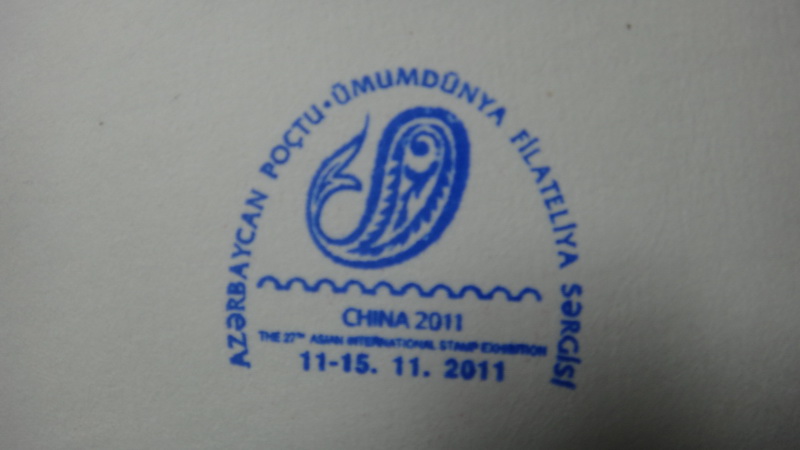 AZƏRBAYCAN POÇTU • ÜMUMDÜNYA FİLATELİYA SƏRGİSİ
CHINA 2011
THE 27TH ASIAN INTERNATIONAL STAMP EXHIBITION
11-15. 11. 2011